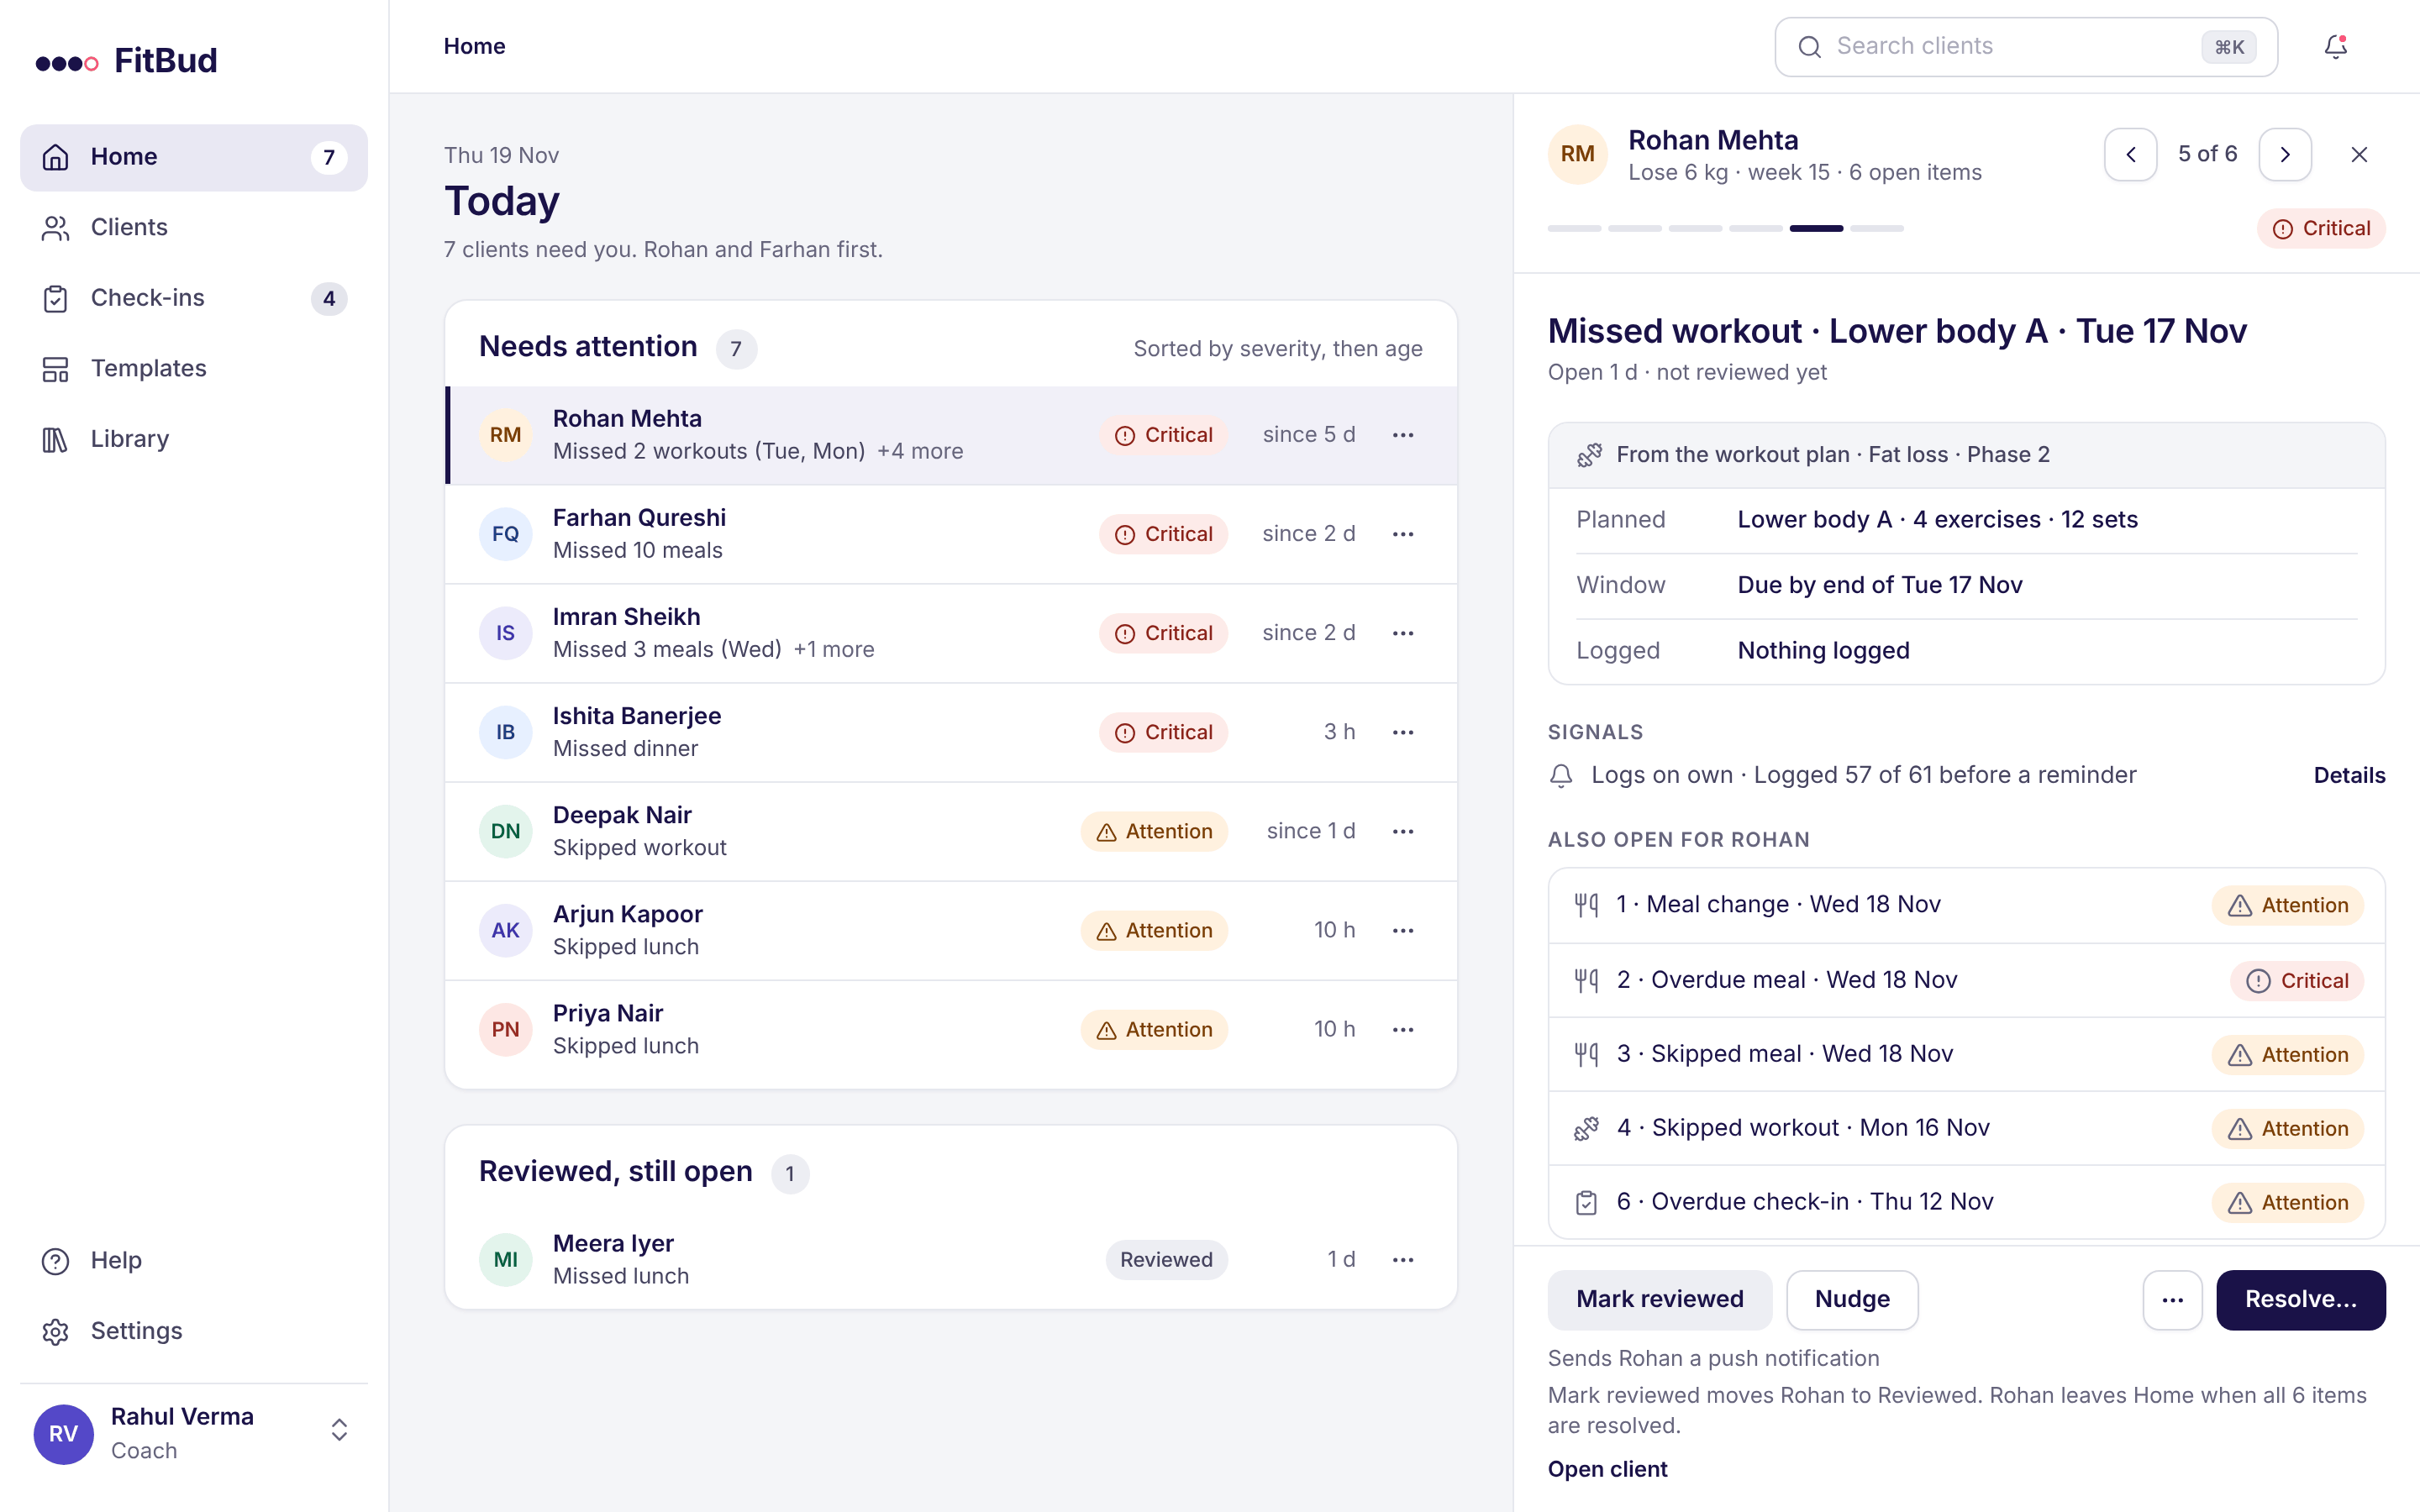 FitBud
Home 7
Clients
Check-ins 4
Templates
Library
Help
Settings
RV
Rahul Verma
Coach
Home
Search clients
⌘K
Thu 19 Nov
Today
7 clients need you. Rohan and Farhan first.
Needs attention 7
Sorted by severity, then age
RM
Rohan Mehta
Missed 2 workouts (Tue, Mon) +4 more
Critical
since 5 d
FQ
Farhan Qureshi
Missed 10 meals
Critical
since 2 d
IS
Imran Sheikh
Missed 3 meals (Wed) +1 more
Critical
since 2 d
IB
Ishita Banerjee
Missed dinner
Critical
3 h
DN
Deepak Nair
Skipped workout
Attention
since 1 d
AK
Arjun Kapoor
Skipped lunch
Attention
10 h
PN
Priya Nair
Skipped lunch
Attention
10 h
Reviewed, still open 1
MI
Meera Iyer
Missed lunch
Reviewed
1 d
RM
Rohan Mehta
Lose 6 kg · week 15 · 6 open items
5 of 6
Critical
Missed workout · Lower body A · Tue 17 Nov
Open 1 d · not reviewed yet
From the workout plan · Fat loss · Phase 2
Planned Lower body A · 4 exercises · 12 sets
Window Due by end of Tue 17 Nov
Logged Nothing logged
SIGNALS
Logs on own · Logged 57 of 61 before a reminder
Details
ALSO OPEN FOR ROHAN
1 · Meal change · Wed 18 Nov Attention
2 · Overdue meal · Wed 18 Nov Critical
3 · Skipped meal · Wed 18 Nov Attention
4 · Skipped workout · Mon 16 Nov Attention
6 · Overdue check-in · Thu 12 Nov Attention
Mark reviewed
Nudge
Resolve...
Sends Rohan a push notification
Mark reviewed moves Rohan to Reviewed. Rohan leaves Home when all 6 items
are resolved.
Open client